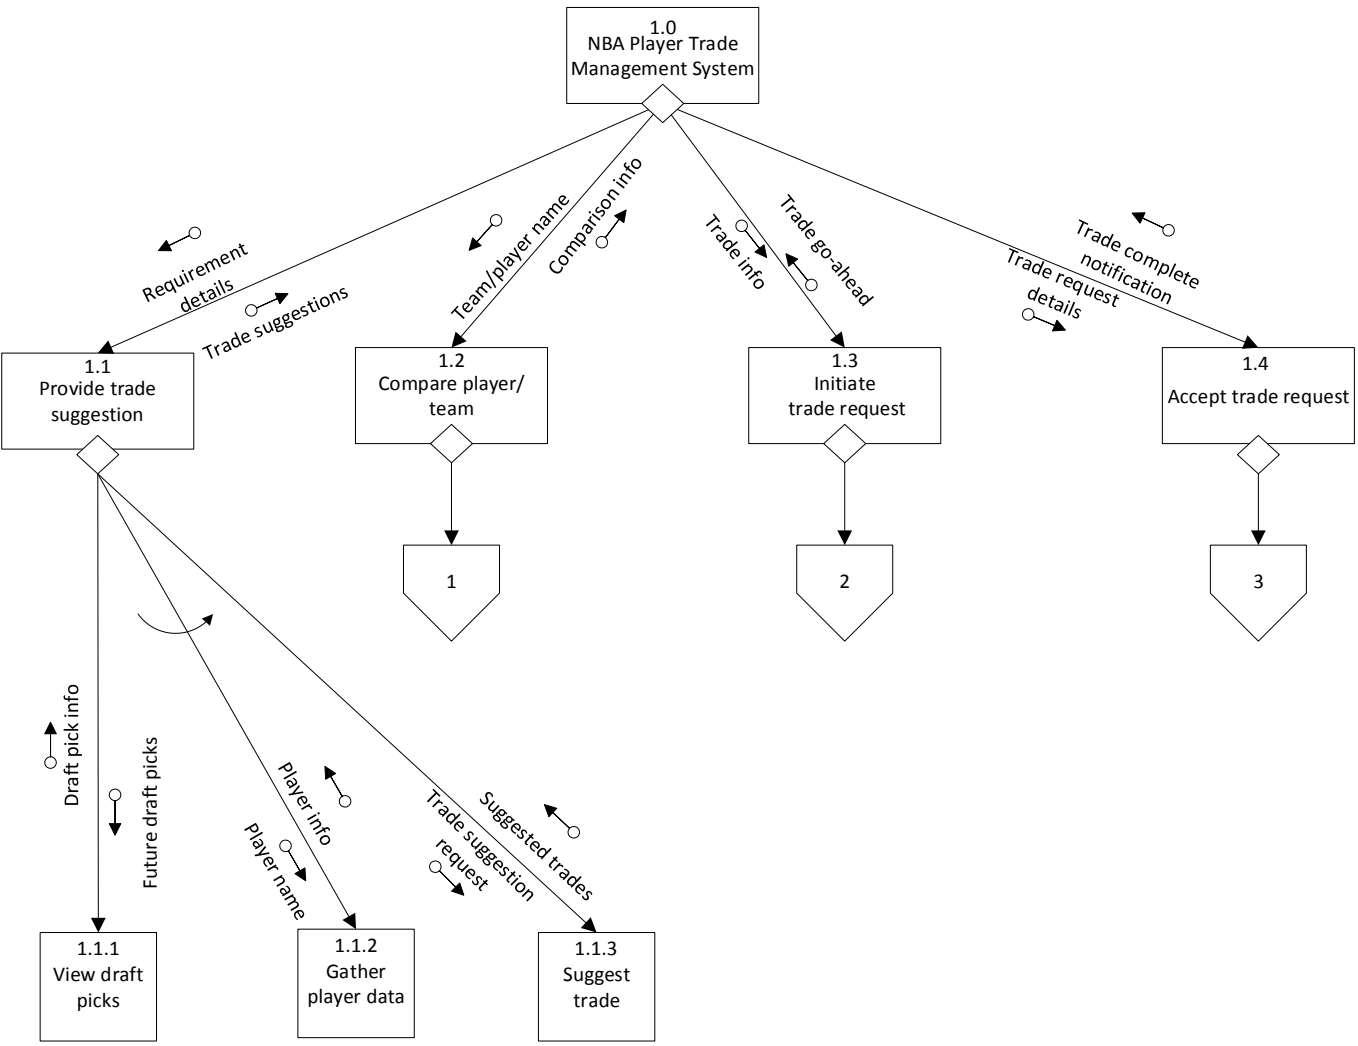 1.0
NBA Player Trade
Management System
Requirement
details
Trade suggestions
Team/player name
Comparison info
Trade info
Trade go-ahead
Trade complete
notification
Trade request
details
1.1
Provide trade
suggestion
1.2
Compare player/
team
1.3
Initiate
trade request
1.4
Accept trade request
1
2
3
Draft pick info
Future draft picks
Player info
Player name
Suggested trades
Trade suggestion
request
1.1.1
View draft
picks
1.1.2
Gather
player data
1.1.3
Suggest
trade